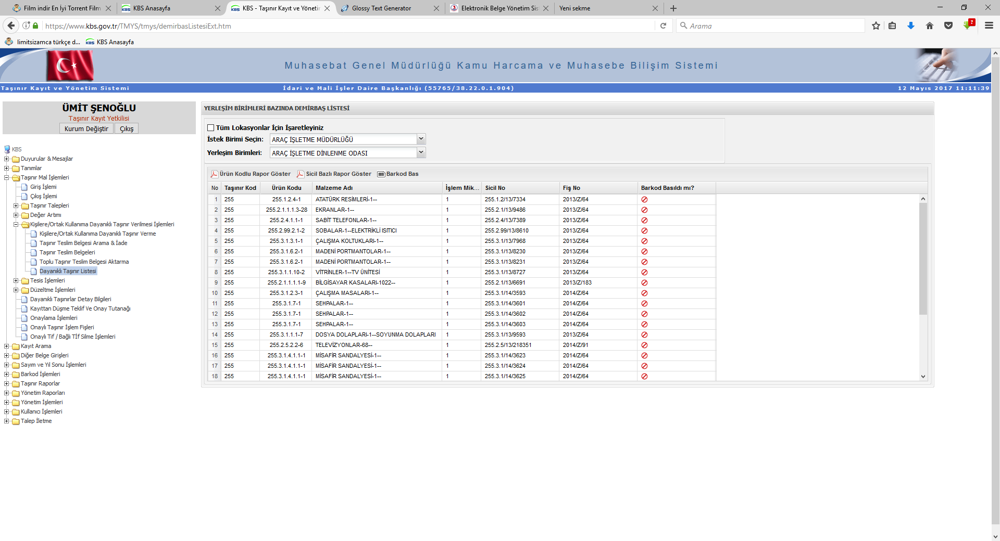 Film indir En İyi Torrent Film
KBS Anasayfa
KBS - Taşınır Kayıt ve Yönetim
Glossy Text Generator
Elektronik Belge Yönetim Sis
Yeni sekme
https://www.kbs.gov.tr/TMYS/tmys/demirbasListesiExt.htm
Arama
limitsizamca türkçe d...
KBS Anasayfa
Muhasebat Genel Müdürlüğü Kamu Harcama ve Muhasebe Bilişim Sistemi
Taşınır Kayıt ve Yönetim Sistemi
İdari ve Mali İşler Daire Başkanlığı (55765/38.22.0.1.904)
12 Mayıs 2017 11:11:39
ÜMİT ŞENOĞLU
Taşınır Kayıt Yetkilisi
Kurum Değiştir
Çıkış
KBS
Duyurular & Mesajlar
Tanımlar
Taşınır Mal İşlemleri
Giriş İşlemi
Çıkış İşlemi
Taşınır Talepleri
Değer Artımı
Kişilere/Ortak Kullanıma Dayanıklı Taşınır Verilmesi İşlemleri
Kişilere/Ortak Kullanıma Dayanıklı Taşınır Verme
Taşınır Teslim Belgesi Arama & İade
Taşınır Teslim Belgeleri
Toplu Taşınır Teslim Belgesi Aktarma
Dayanıklı Taşınır Listesi
Tesis İşlemleri
Düzeltme İşlemleri
Dayanıklı Taşınırlar Detay Bilgileri
Kayıttan Düşme Teklif Ve Onay Tutanağı
Onaylama İşlemleri
Onaylı Taşınır İşlem Fişleri
Onaylı Tif / Bağlı Tİf Silme İşlemleri
Kayıt Arama
Diğer Belge Girişleri
Sayım ve Yıl Sonu İşlemleri
Barkod İşlemleri
Taşınır Raporlar
Yönetim Raporları
Yönetim İşlemleri
Kullanıcı İşlemleri
Talep İletme
YERLEŞİM BİRİMLERİ BAZINDA DEMİRBAŞ LİSTESİ
Tüm Lokasyonlar İçin İşaretleyiniz
İstek Birimi Seçin: ARAÇ İŞLETME MÜDÜRLÜĞÜ
Yerleşim Birimleri: ARAÇ İŞLETME DİNLENME ODASI
Ürün Kodlu Rapor Göster Sicil Bazlı Rapor Göster Barkod Bas
No Taşınır Kod Ürün Kodu Malzeme Adı İşlem Mik... Sicil No Fiş No Barkod Basıldı mı?
1 255 255.1.2.4-1 ATATÜRK RESİMLERİ-1-- 1 255.1.2/13/7334 2013/Z/64
2 255 255.2.1.1.1.3-28 EKRANLAR-1-- 1 255.2.1/13/9486 2013/Z/64
3 255 255.2.4.1.1-1 SABİT TELEFONLAR-1-- 1 255.2.4/13/7389 2013/Z/64
4 255 255.2.99.2.1-2 SOBALAR-1--ELEKTRİKLİ ISITICI 1 255.2.99/13/8610 2013/Z/64
5 255 255.3.1.3.1-1 ÇALIŞMA KOLTUKLARI-1-- 1 255.3.1/13/7968 2013/Z/64
6 255 255.3.1.6.2-1 MADENİ PORTMANTOLAR-1-- 1 255.3.1/13/8230 2013/Z/64
7 255 255.3.1.6.2-1 MADENİ PORTMANTOLAR-1-- 1 255.3.1/13/8231 2013/Z/64
8 255 255.3.1.1.10-2 VİTRİNLER-1--TV ÜNİTESİ 1 255.3.1/13/8727 2013/Z/64
9 255 255.2.1.1.1.1-9 BİLGİSAYAR KASALARI-1022-- 1 255.2.1/13/6691 2013/Z/183
10 255 255.3.1.2.3-1 ÇALIŞMA MASALARI-1-- 1 255.3.1/14/3593 2014/Z/64
11 255 255.3.1.7-1 SEHPALAR-1-- 1 255.3.1/14/3601 2014/Z/64
12 255 255.3.1.7-1 SEHPALAR-1-- 1 255.3.1/14/3602 2014/Z/64
13 255 255.3.1.7-1 SEHPALAR-1-- 1 255.3.1/14/3603 2014/Z/64
14 255 255.3.1.1.1-7 DOSYA DOLAPLARI-1--SOYUNMA DOLAPLARI 1 255.3.1/13/9593 2013/Z/64
15 255 255.2.5.2.2-6 TELEVİZYONLAR-68-- 1 255.2.5/13/218351 2014/Z/91
16 255 255.3.1.4.1.1-1 MİSAFİR SANDALYESİ-1-- 1 255.3.1/14/3623 2014/Z/64
17 255 255.3.1.4.1.1-1 MİSAFİR SANDALYESİ-1-- 1 255.3.1/14/3624 2014/Z/64
18 255 255.3.1.4.1.1-1 MİSAFİR SANDALYESİ-1-- 1 255.3.1/14/3625 2014/Z/64